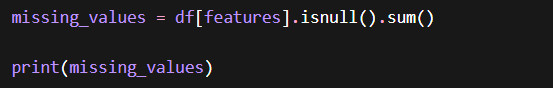 missing_values = df[features].isnull().sum()
print(missing_values)